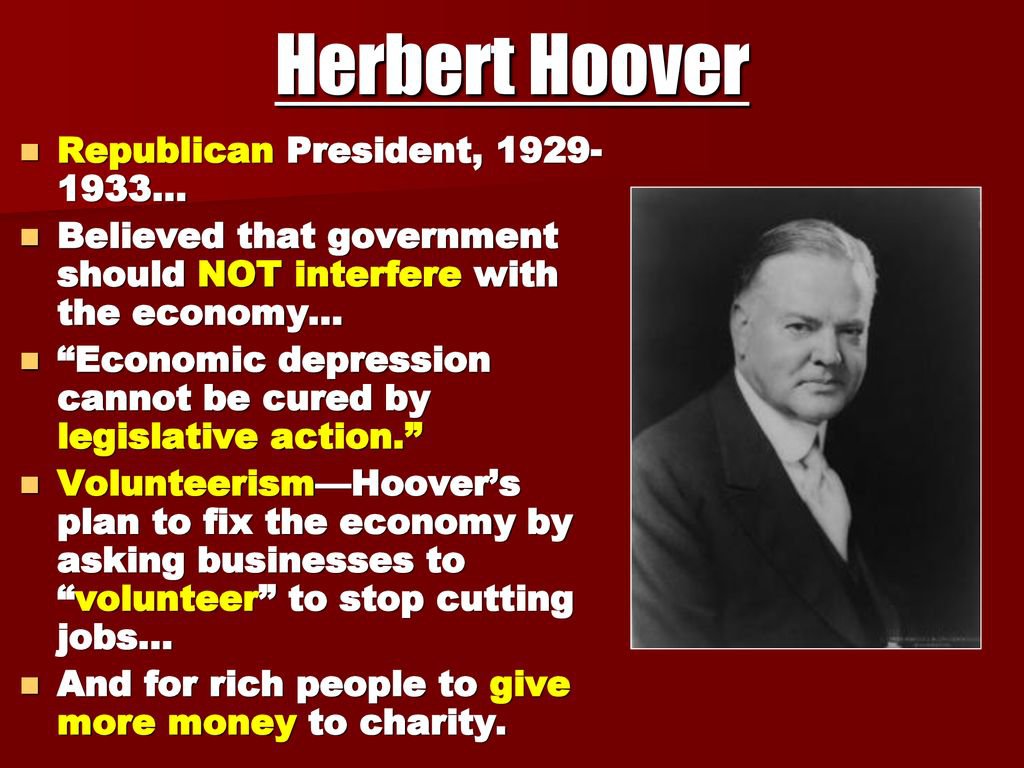 Herbert Hoover
Republican President, 1929-
1933…
Believed that government
should NOT interfere with
the economy…
“Economic depression
cannot be cured by
legislative action.”
Volunteerism—Hoover’s
plan to fix the economy by
asking businesses to
“volunteer” to stop cutting
jobs…
And for rich people to give
more money to charity.